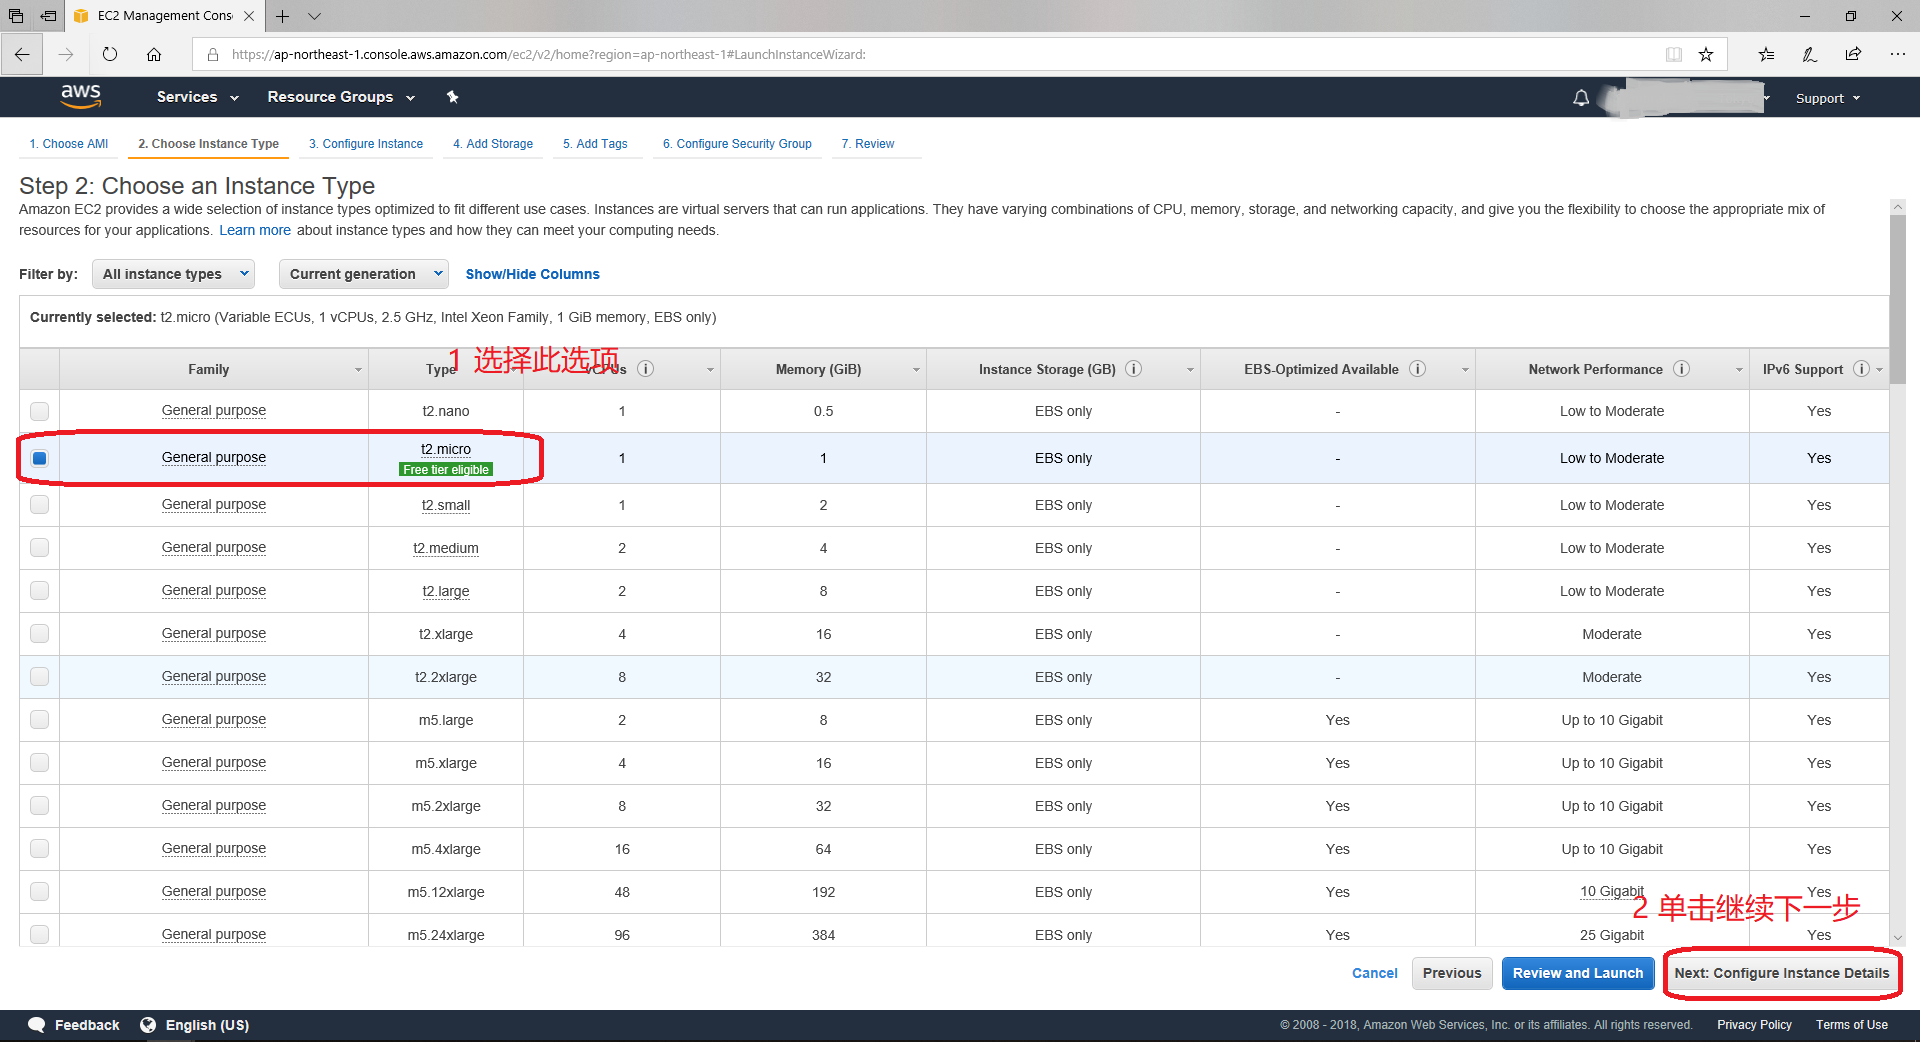 EC2 Management Cons
https://ap-northeast-1.console.aws.amazon.com/ec2/v2/home?region=ap-northeast-1#LaunchInstanceWizard:
aws Services Resource Groups Support
1. Choose AMI 2. Choose Instance Type 3. Configure Instance 4. Add Storage 5. Add Tags 6. Configure Security Group 7. Review
Step 2: Choose an Instance Type
Amazon EC2 provides a wide selection of instance types optimized to fit different use cases. Instances are virtual servers that can run applications. They have varying combinations of CPU, memory, storage, and networking capacity, and give you the flexibility to choose the appropriate mix of
resources for your applications. Learn more about instance types and how they can meet your computing needs.
Filter by: All instance types Current generation Show/Hide Columns
Currently selected: t2.micro (Variable ECUs, 1 vCPUs, 2.5 GHz, Intel Xeon Family, 1 GiB memory, EBS only)
1 选择此选项
Family Type vCPUs Memory (GiB) Instance Storage (GB) EBS-Optimized Available Network Performance IPv6 Support
General purpose t2.nano 1 0.5 EBS only - Low to Moderate Yes
General purpose t2.micro 1 1 EBS only - Low to Moderate Yes
Free tier eligible
General purpose t2.small 1 2 EBS only - Low to Moderate Yes
General purpose t2.medium 2 4 EBS only - Low to Moderate Yes
General purpose t2.large 2 8 EBS only - Low to Moderate Yes
General purpose t2.xlarge 4 16 EBS only - Moderate Yes
General purpose t2.2xlarge 8 32 EBS only - Moderate Yes
General purpose m5.large 2 8 EBS only Yes Up to 10 Gigabit Yes
General purpose m5.xlarge 4 16 EBS only Yes Up to 10 Gigabit Yes
General purpose m5.2xlarge 8 32 EBS only Yes Up to 10 Gigabit Yes
General purpose m5.4xlarge 16 64 EBS only Yes Up to 10 Gigabit Yes
General purpose m5.12xlarge 48 192 EBS only Yes 10 Gigabit Yes
2 单击继续下一步
General purpose m5.24xlarge 96 384 EBS only Yes 25 Gigabit Yes
Cancel Previous Review and Launch Next: Configure Instance Details
Feedback English (US) © 2008 - 2018, Amazon Web Services, Inc. or its affiliates. All rights reserved. Privacy Policy Terms of Use